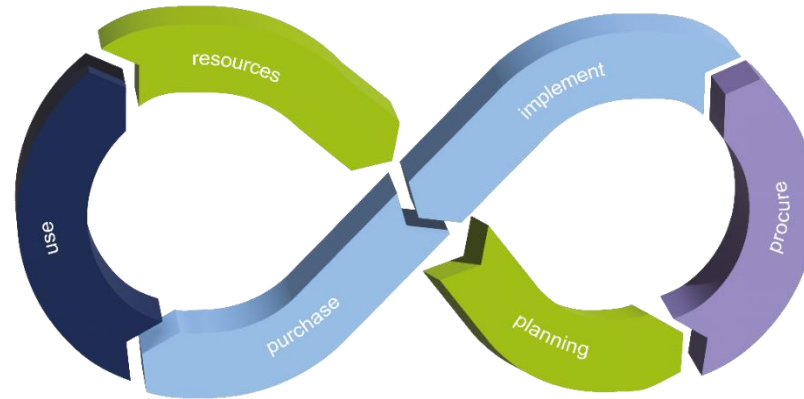 resources
implement
use
procure
purchase
planning